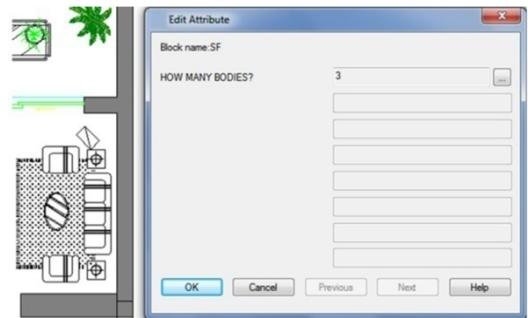 Edit Attribute
Block name:SF
HOW MANY BODIES? 3 ...
OK Cancel Previous Next Help